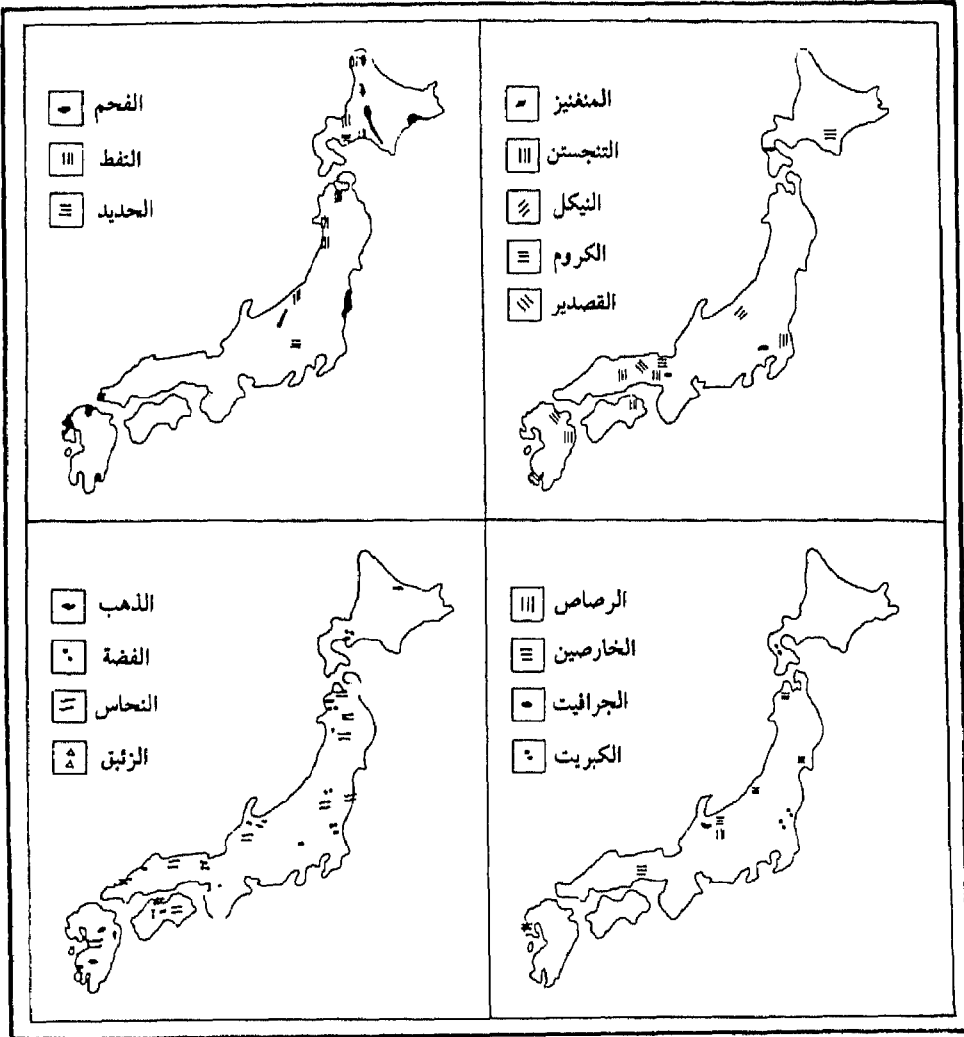 المنغنيز
التنجستن
النيكل
الكروم
القصدير
الفحم
النفط
الحديد
الرصاص
الخارصين
الجرافيت
الكبريت
الذهب
الفضة
النحاس
الزئبق